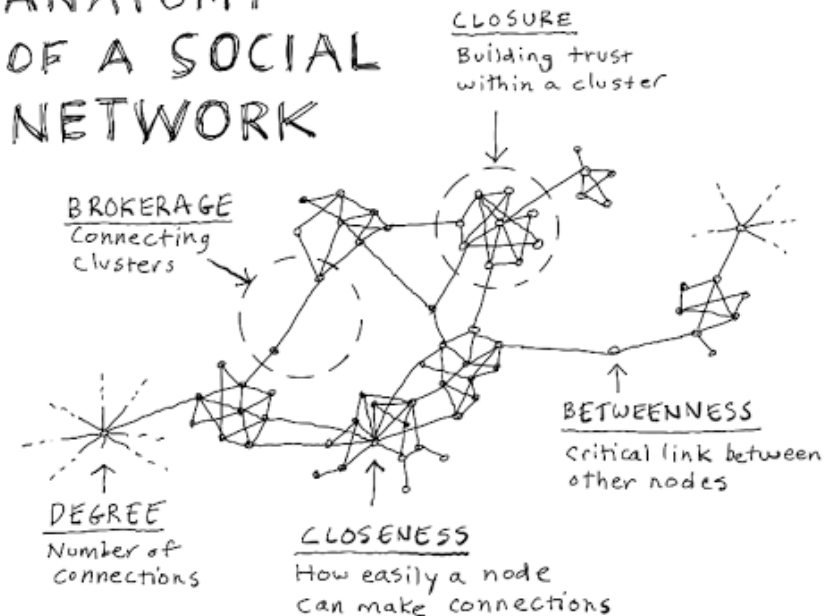 ANATOMY
OF A SOCIAL
NETWORK
CLOSURE
Building trust
within a cluster
BROKERAGE
Connecting
Clusters
BETWEENNESS
Critical link between
other nodes
DEGREE
Number of
Connections
CLOSENESS
How easily a node
Can make connections